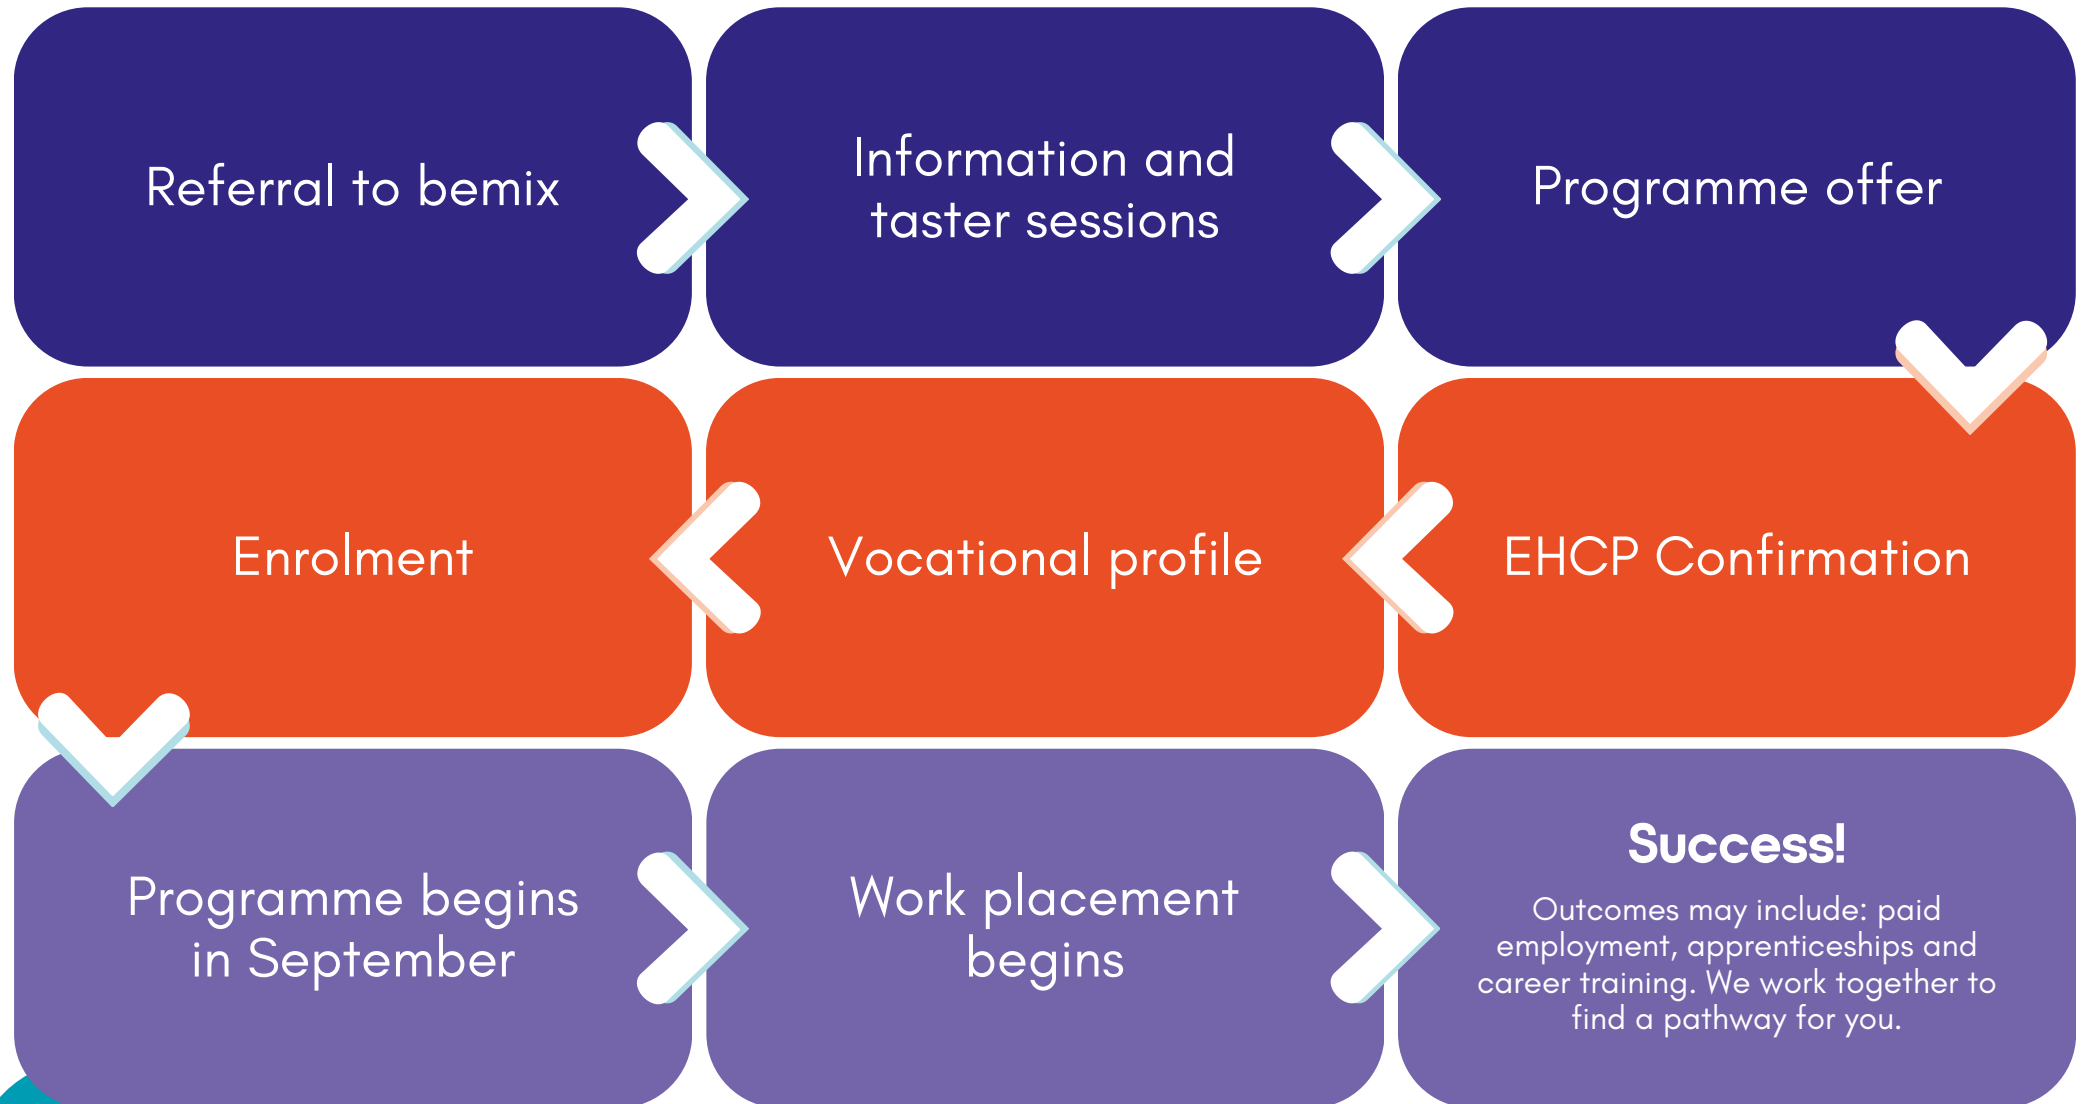 Referral to bemix
Information and
taster sessions
Programme offer
EHCP Confirmation
Vocational profile
Enrolment
Programme begins
in September
Work placement
begins
Success!
Outcomes may include: paid
employment, apprenticeships and
career training. We work together to
find a pathway for you.